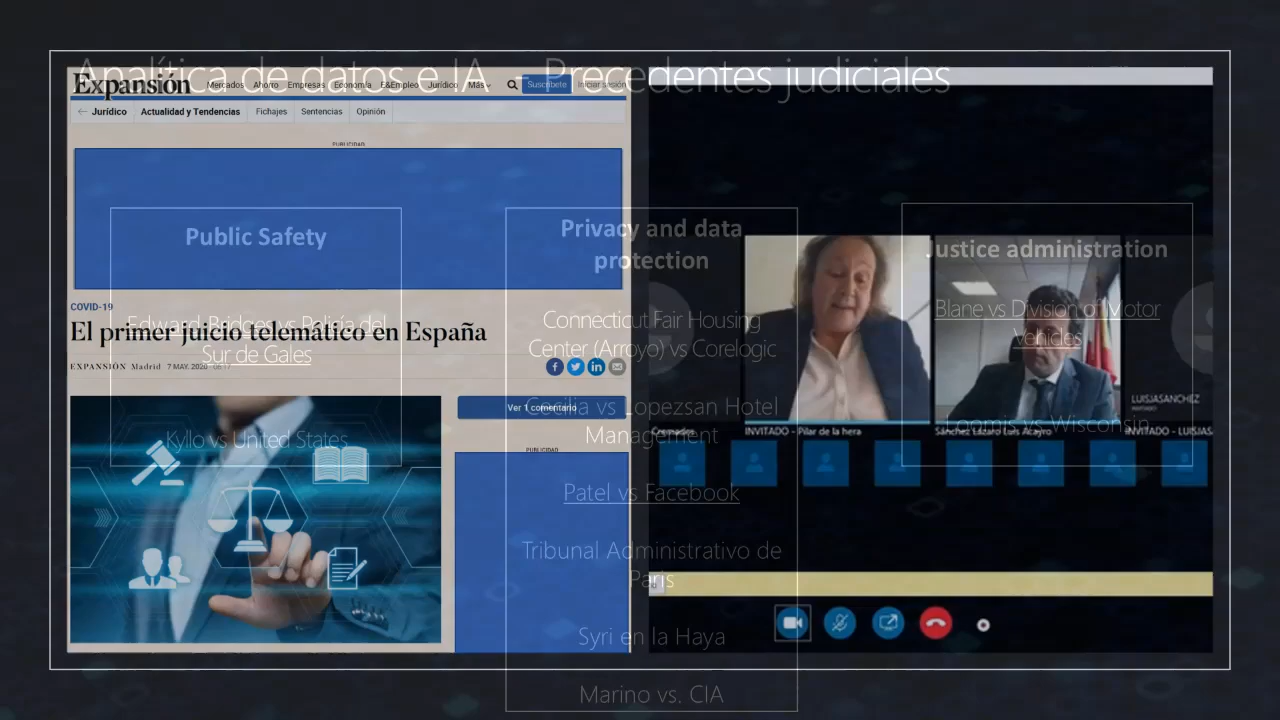 Analítica de datos e IA - Precedentes judiciales
Expansión
Mercados Ahorro Empresas Economía E&Empleo Jurídico Más
Suscríbete Iniciar sesión
Jurídico Actualidad y Tendencias Fichajes Sentencias Opinión
PUBLICIDAD
COVID-19
El primer juicio telemático en España
EXPANSIÓN Madrid 7 MAY. 2020 - 08:17
Ver 1 comentario
PUBLICIDAD
Public Safety
Edward Bridges vs Policía del
Sur de Gales
Kyllo vs United States
Privacy and data
protection
Connecticut Fair Housing
Center (Arroyo) vs Corelogic
Cecilia vs Lopezsan Hotel
Management
Patel vs Facebook
Tribunal Administrativo de
Paris
Syri en la Haya
Marino vs. CIA
Justice administration
Blane vs Division of Motor
Vehicles
Loomis vs Wisconsin
LUISJASANCHEZ
INVITADO
INVITADO - Pilar de la hera
Sánchez Lázaro Luis Acayro
INVITADO - LUISJAS